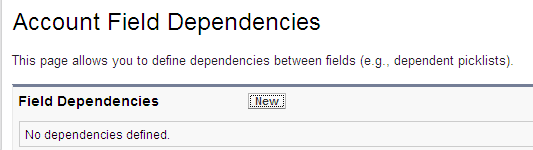 Account Field Dependencies
This page allows you to define dependencies between fields (e.g., dependent picklists).
Field Dependencies New
No dependencies defined.